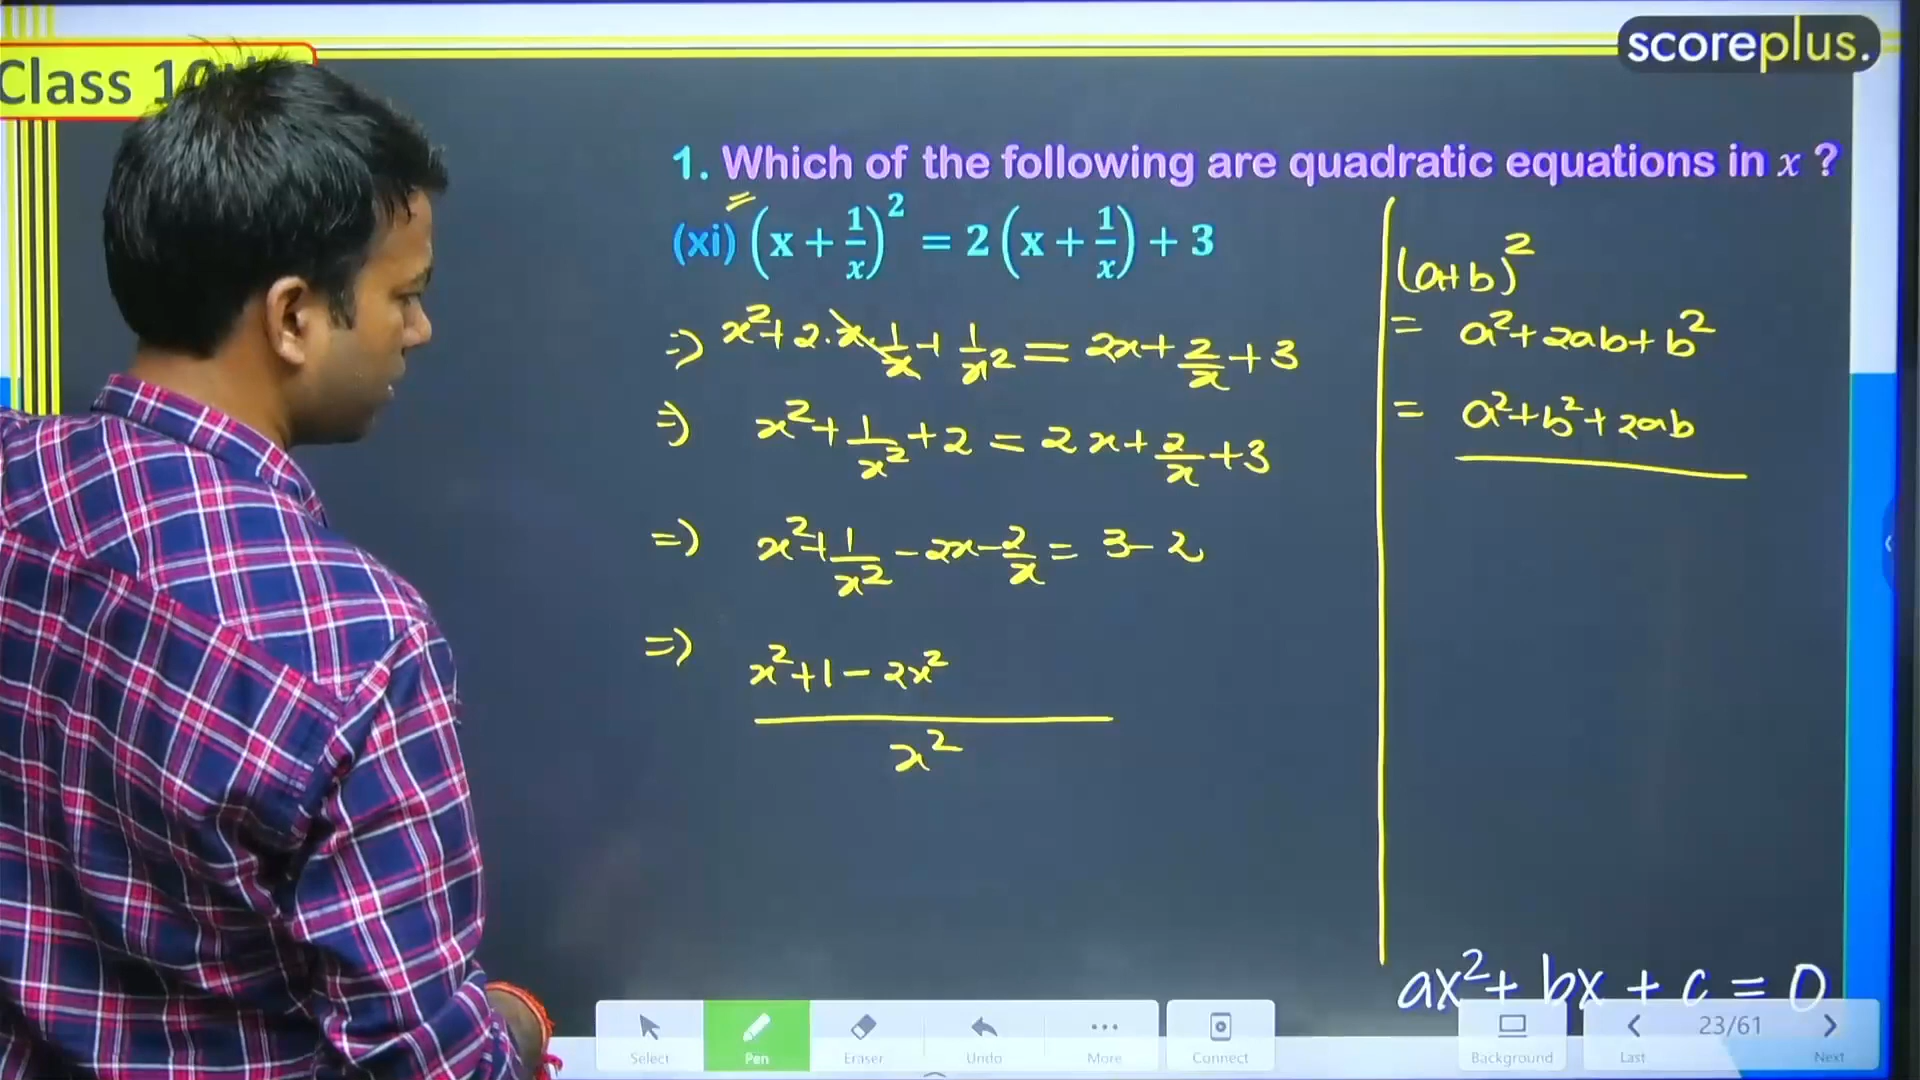 Class 10
scoreplus.
1. Which of the following are quadratic equations in x ?
(xi) (x + 1/x)² = 2 (x + 1/x) + 3
⇒ x² + 2·x·1/x + 1/x² = 2x + 2/x + 3
⇒ x² + 1/x² + 2 = 2x + 2/x + 3
⇒ x² + 1/x² - 2x - 2/x = 3 - 2
⇒ x² + 1 - 2x²
x²
(a+b)²
= a² + 2ab + b²
= a² + b² + 2ab
ax² + bx + c = 0
Select
Pen
Eraser
Undo
More
Connect
Background
Last
23/61
Next